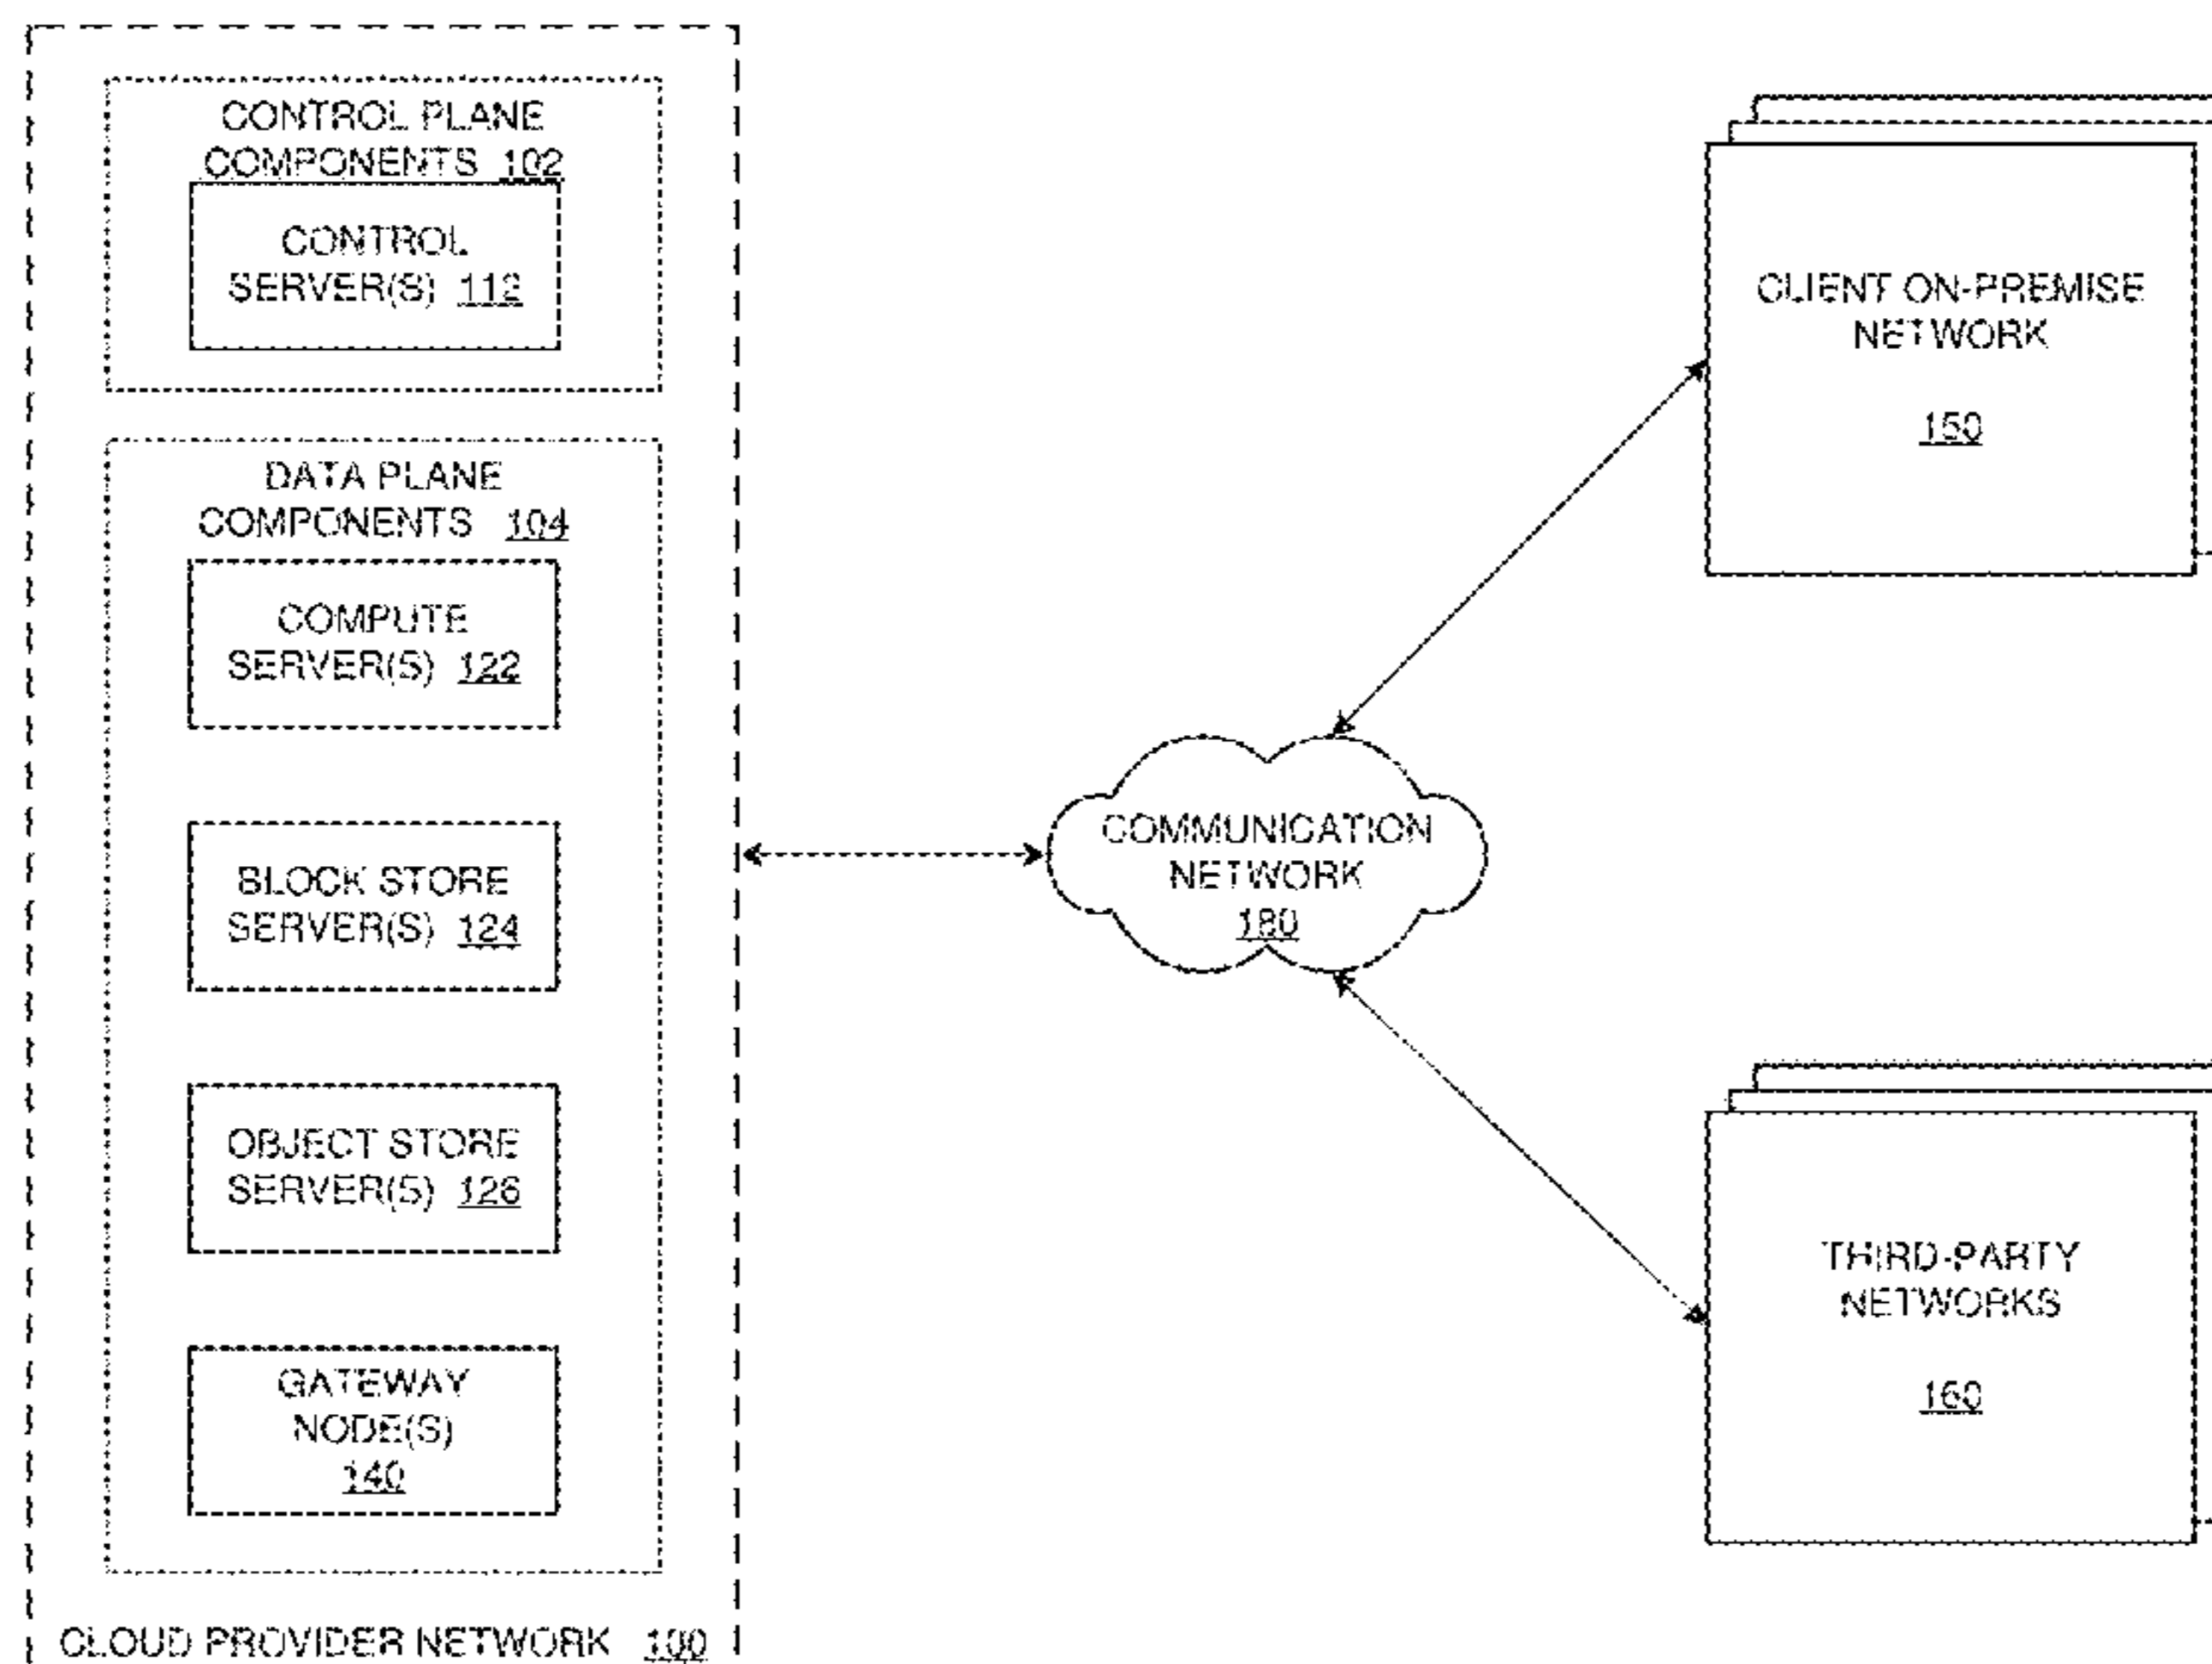 CONTROL PLANE
COMPONENTS 102
CONTROL
SERVER(S) 112
DATA PLANE
COMPONENTS 104
COMPUTE
SERVER(S) 122
BLOCK STORE
SERVER(S) 124
OBJECT STORE
SERVER(S) 126
GATEWAY
NODE(S)
140
CLOUD PROVIDER NETWORK 100
COMMUNICATION
NETWORK
180
CLIENT ON-PREMISE
NETWORK
150
THIRD-PARTY
NETWORKS
160